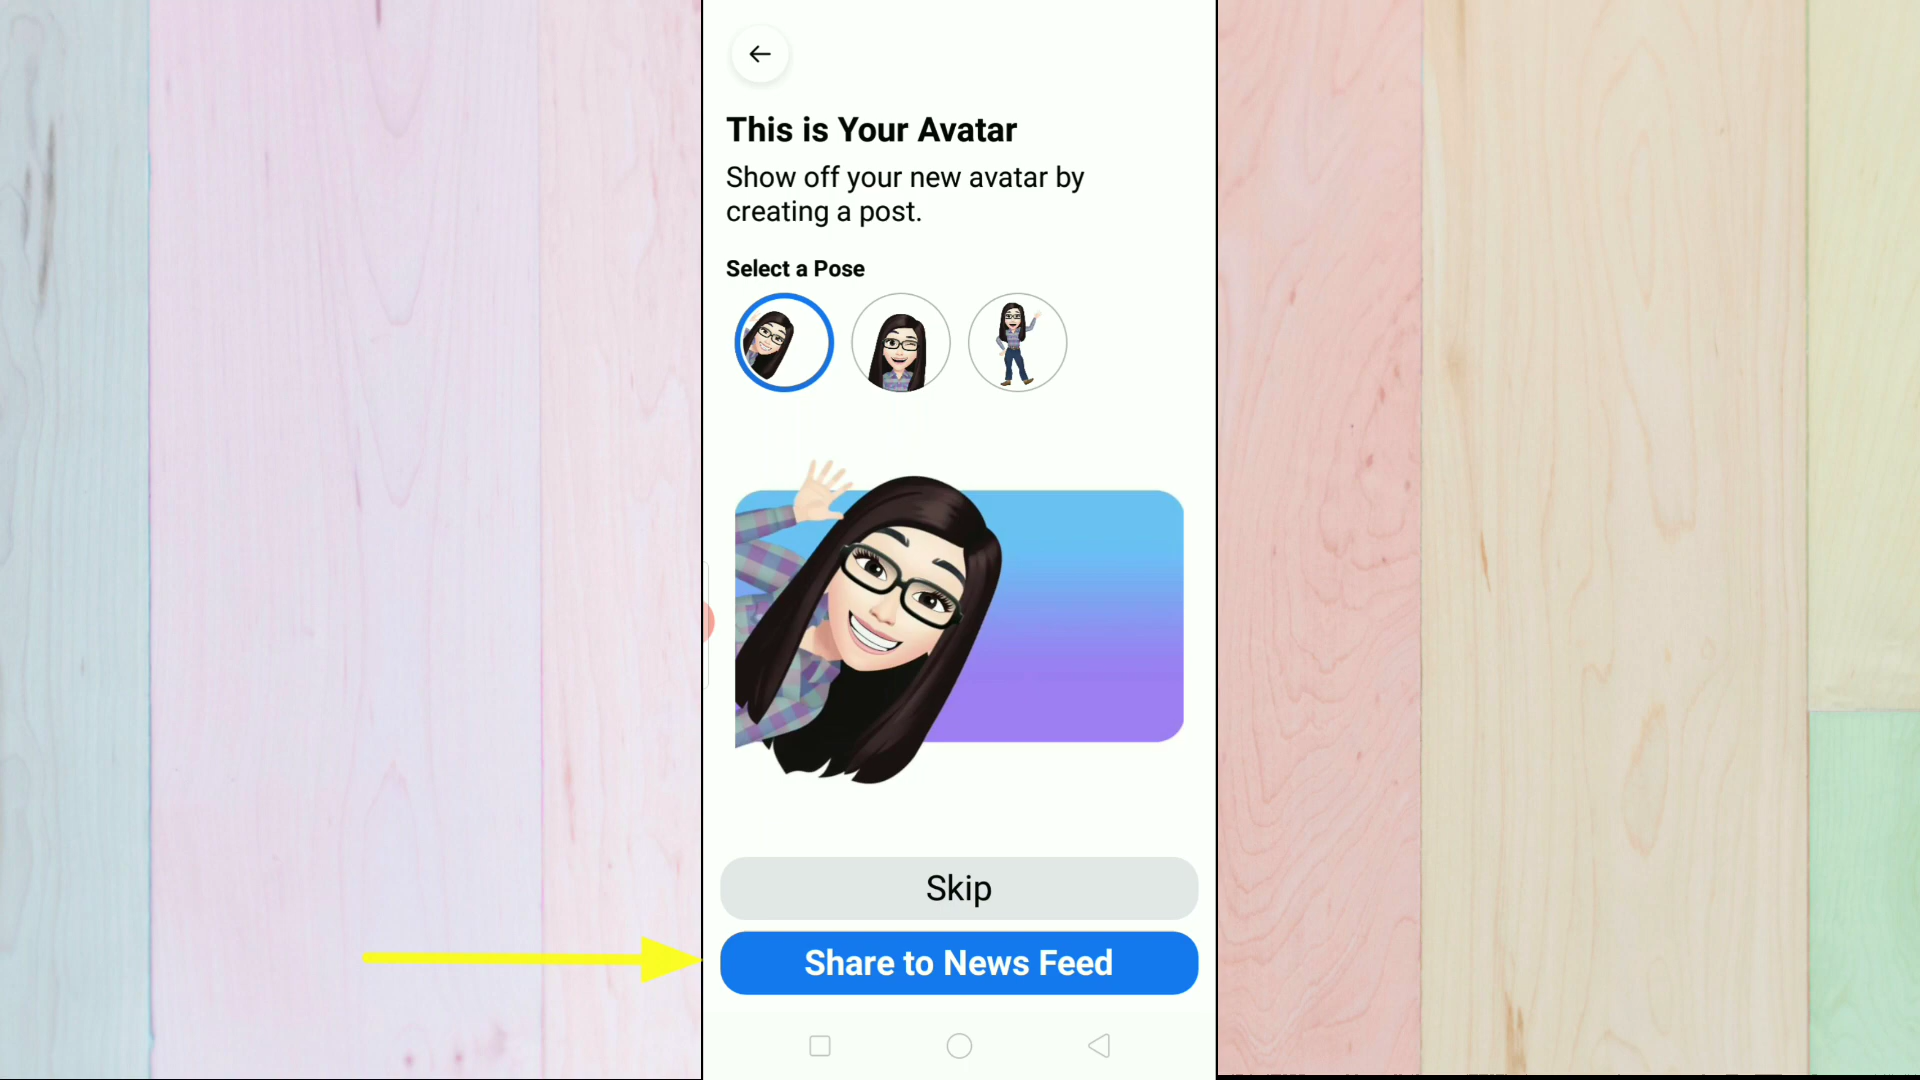 This is Your Avatar
Show off your new avatar by
creating a post.
Select a Pose
Skip
Share to News Feed